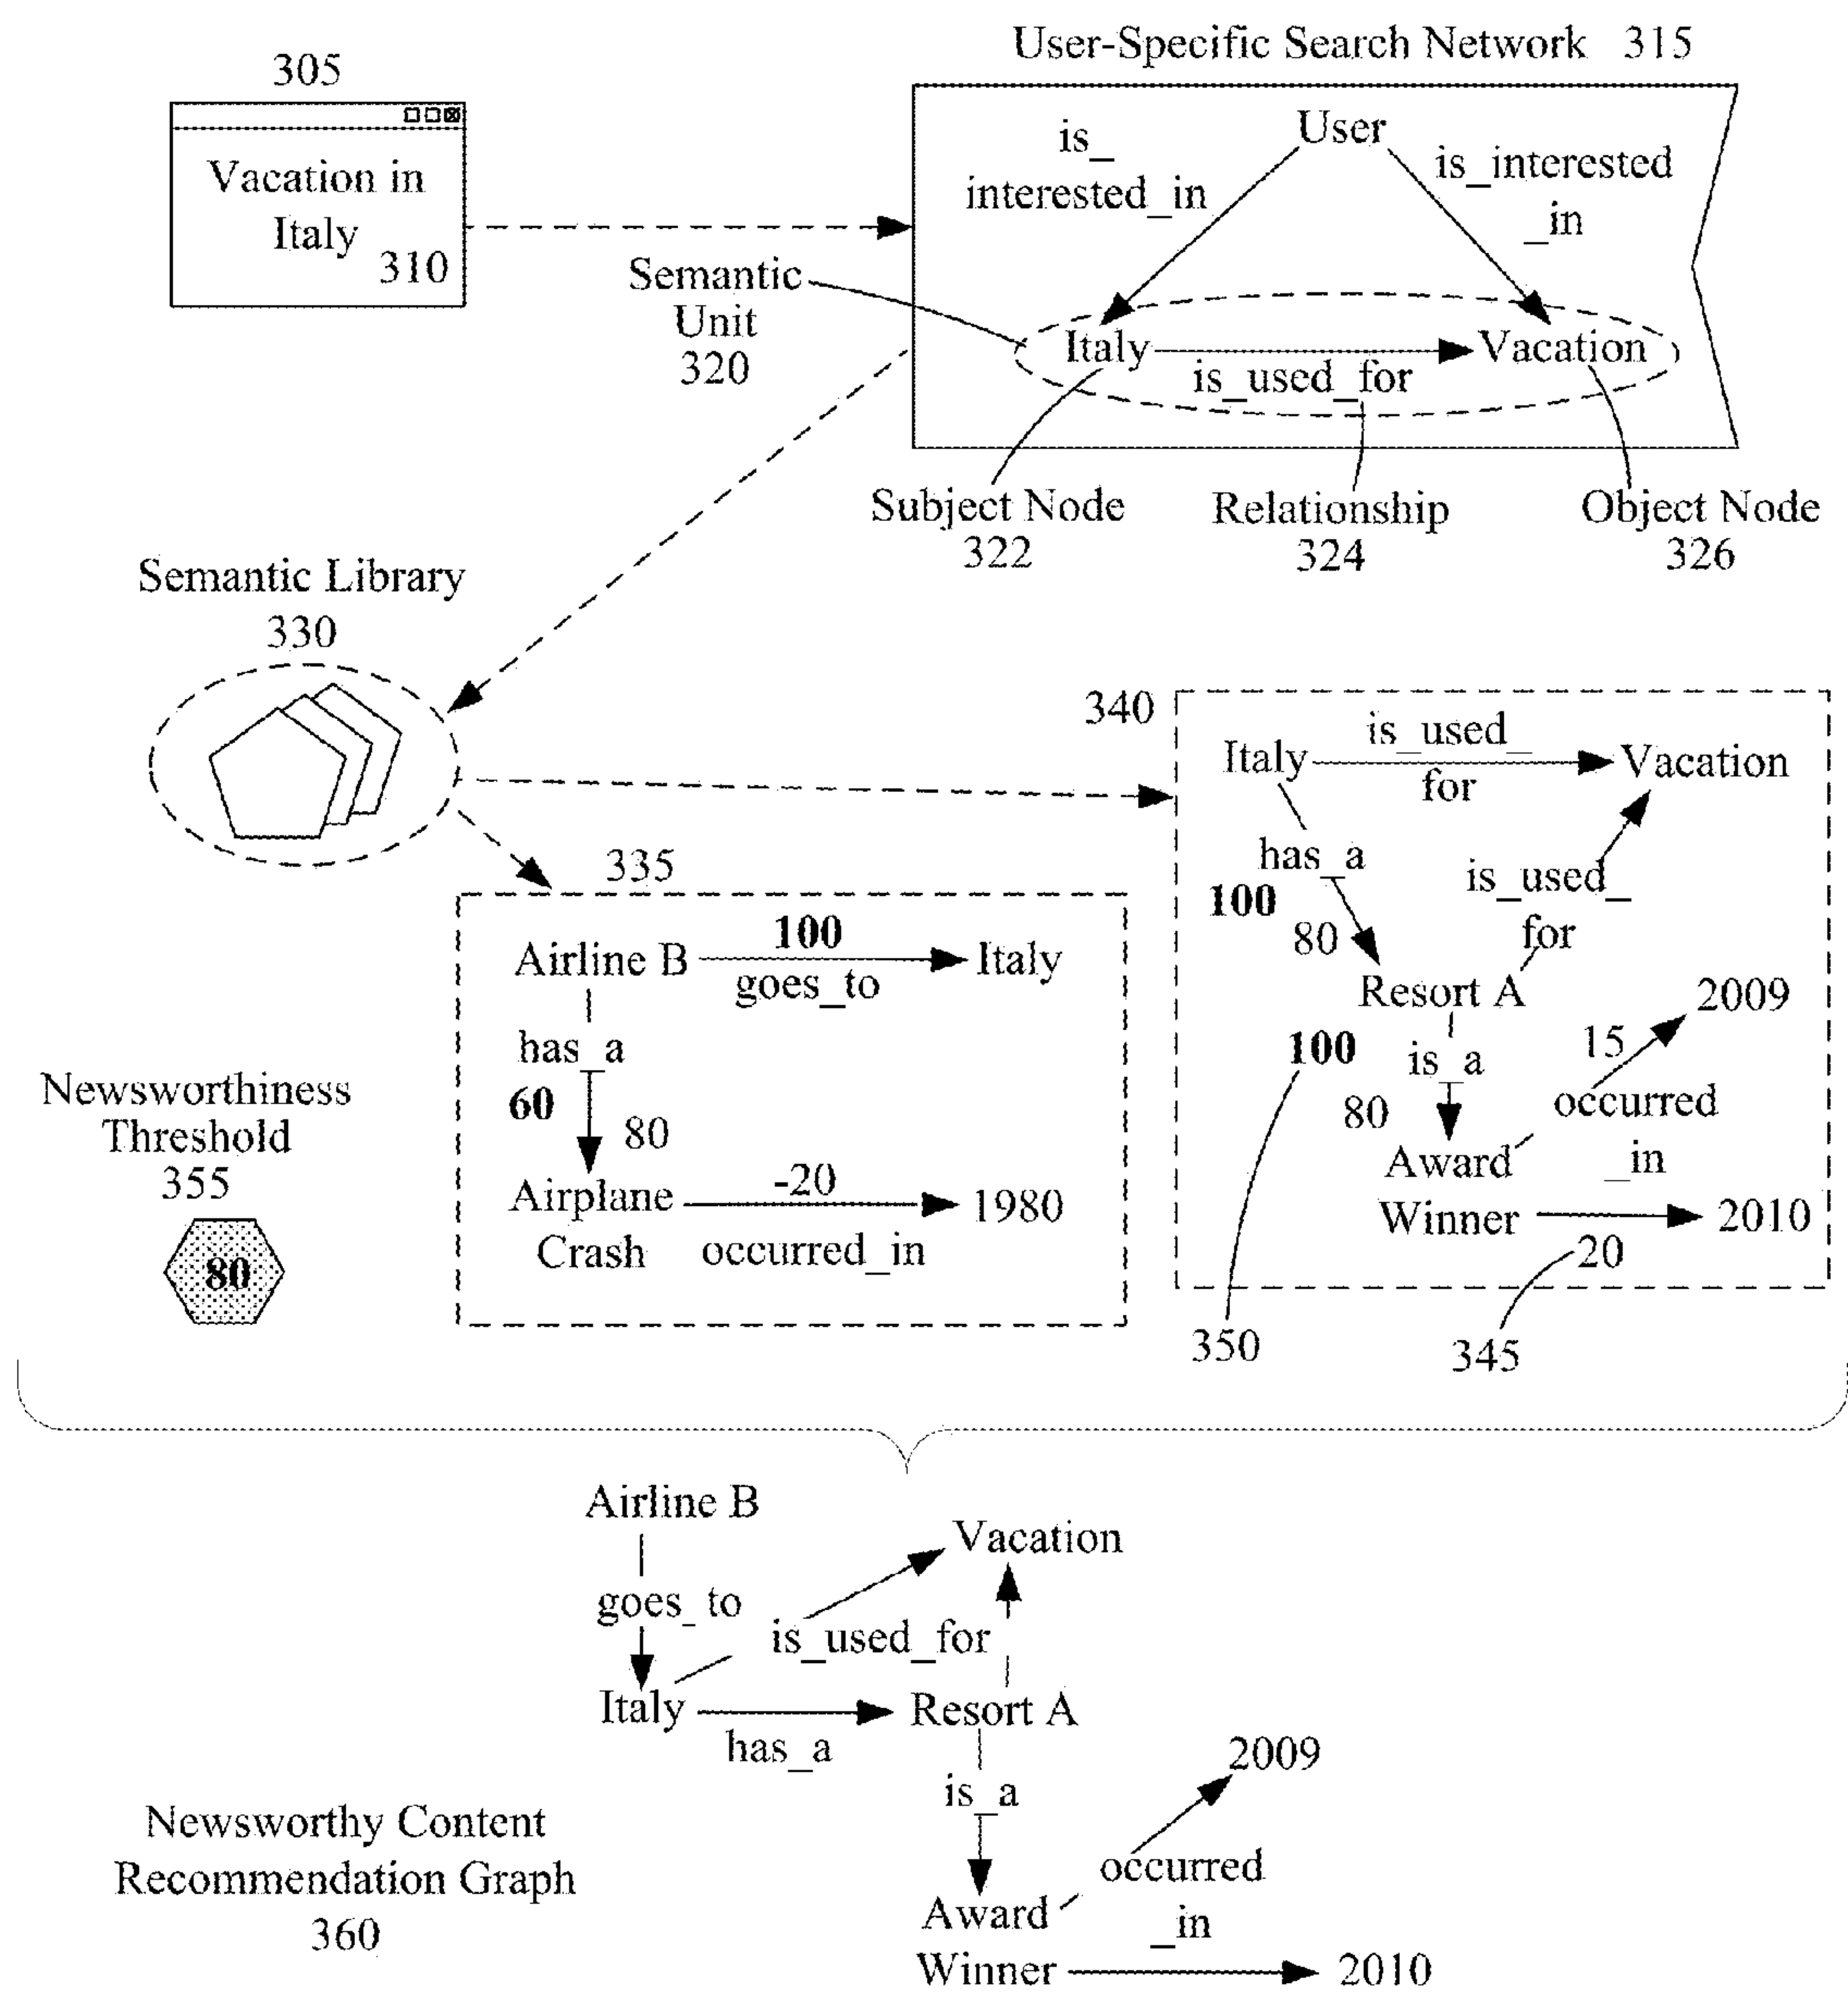 User-Specific Search Network 315
305
Vacation in
Italy
310
User
is_
interested_in
is_interested
_in
Semantic
Unit
320
Italy
Vacation
is_used_for
Subject Node
322
Relationship
324
Object Node
326
Semantic Library
330
340
Italy
is_used_
for
Vacation
has_a
100
80
is_used_
for
Resort A
2009
100
is_a
15
80
occurred
_in
Award
Winner
2010
20
350
345
335
Airline B
100
goes_to
Italy
has_a
60
80
Airplane
Crash
-20
occurred_in
1980
Newsworthiness
Threshold
355
80
Airline B
Vacation
goes_to
is_used_for
Italy
has_a
Resort A
is_a
2009
occurred
_in
Award
Winner
2010
Newsworthy Content
Recommendation Graph
360